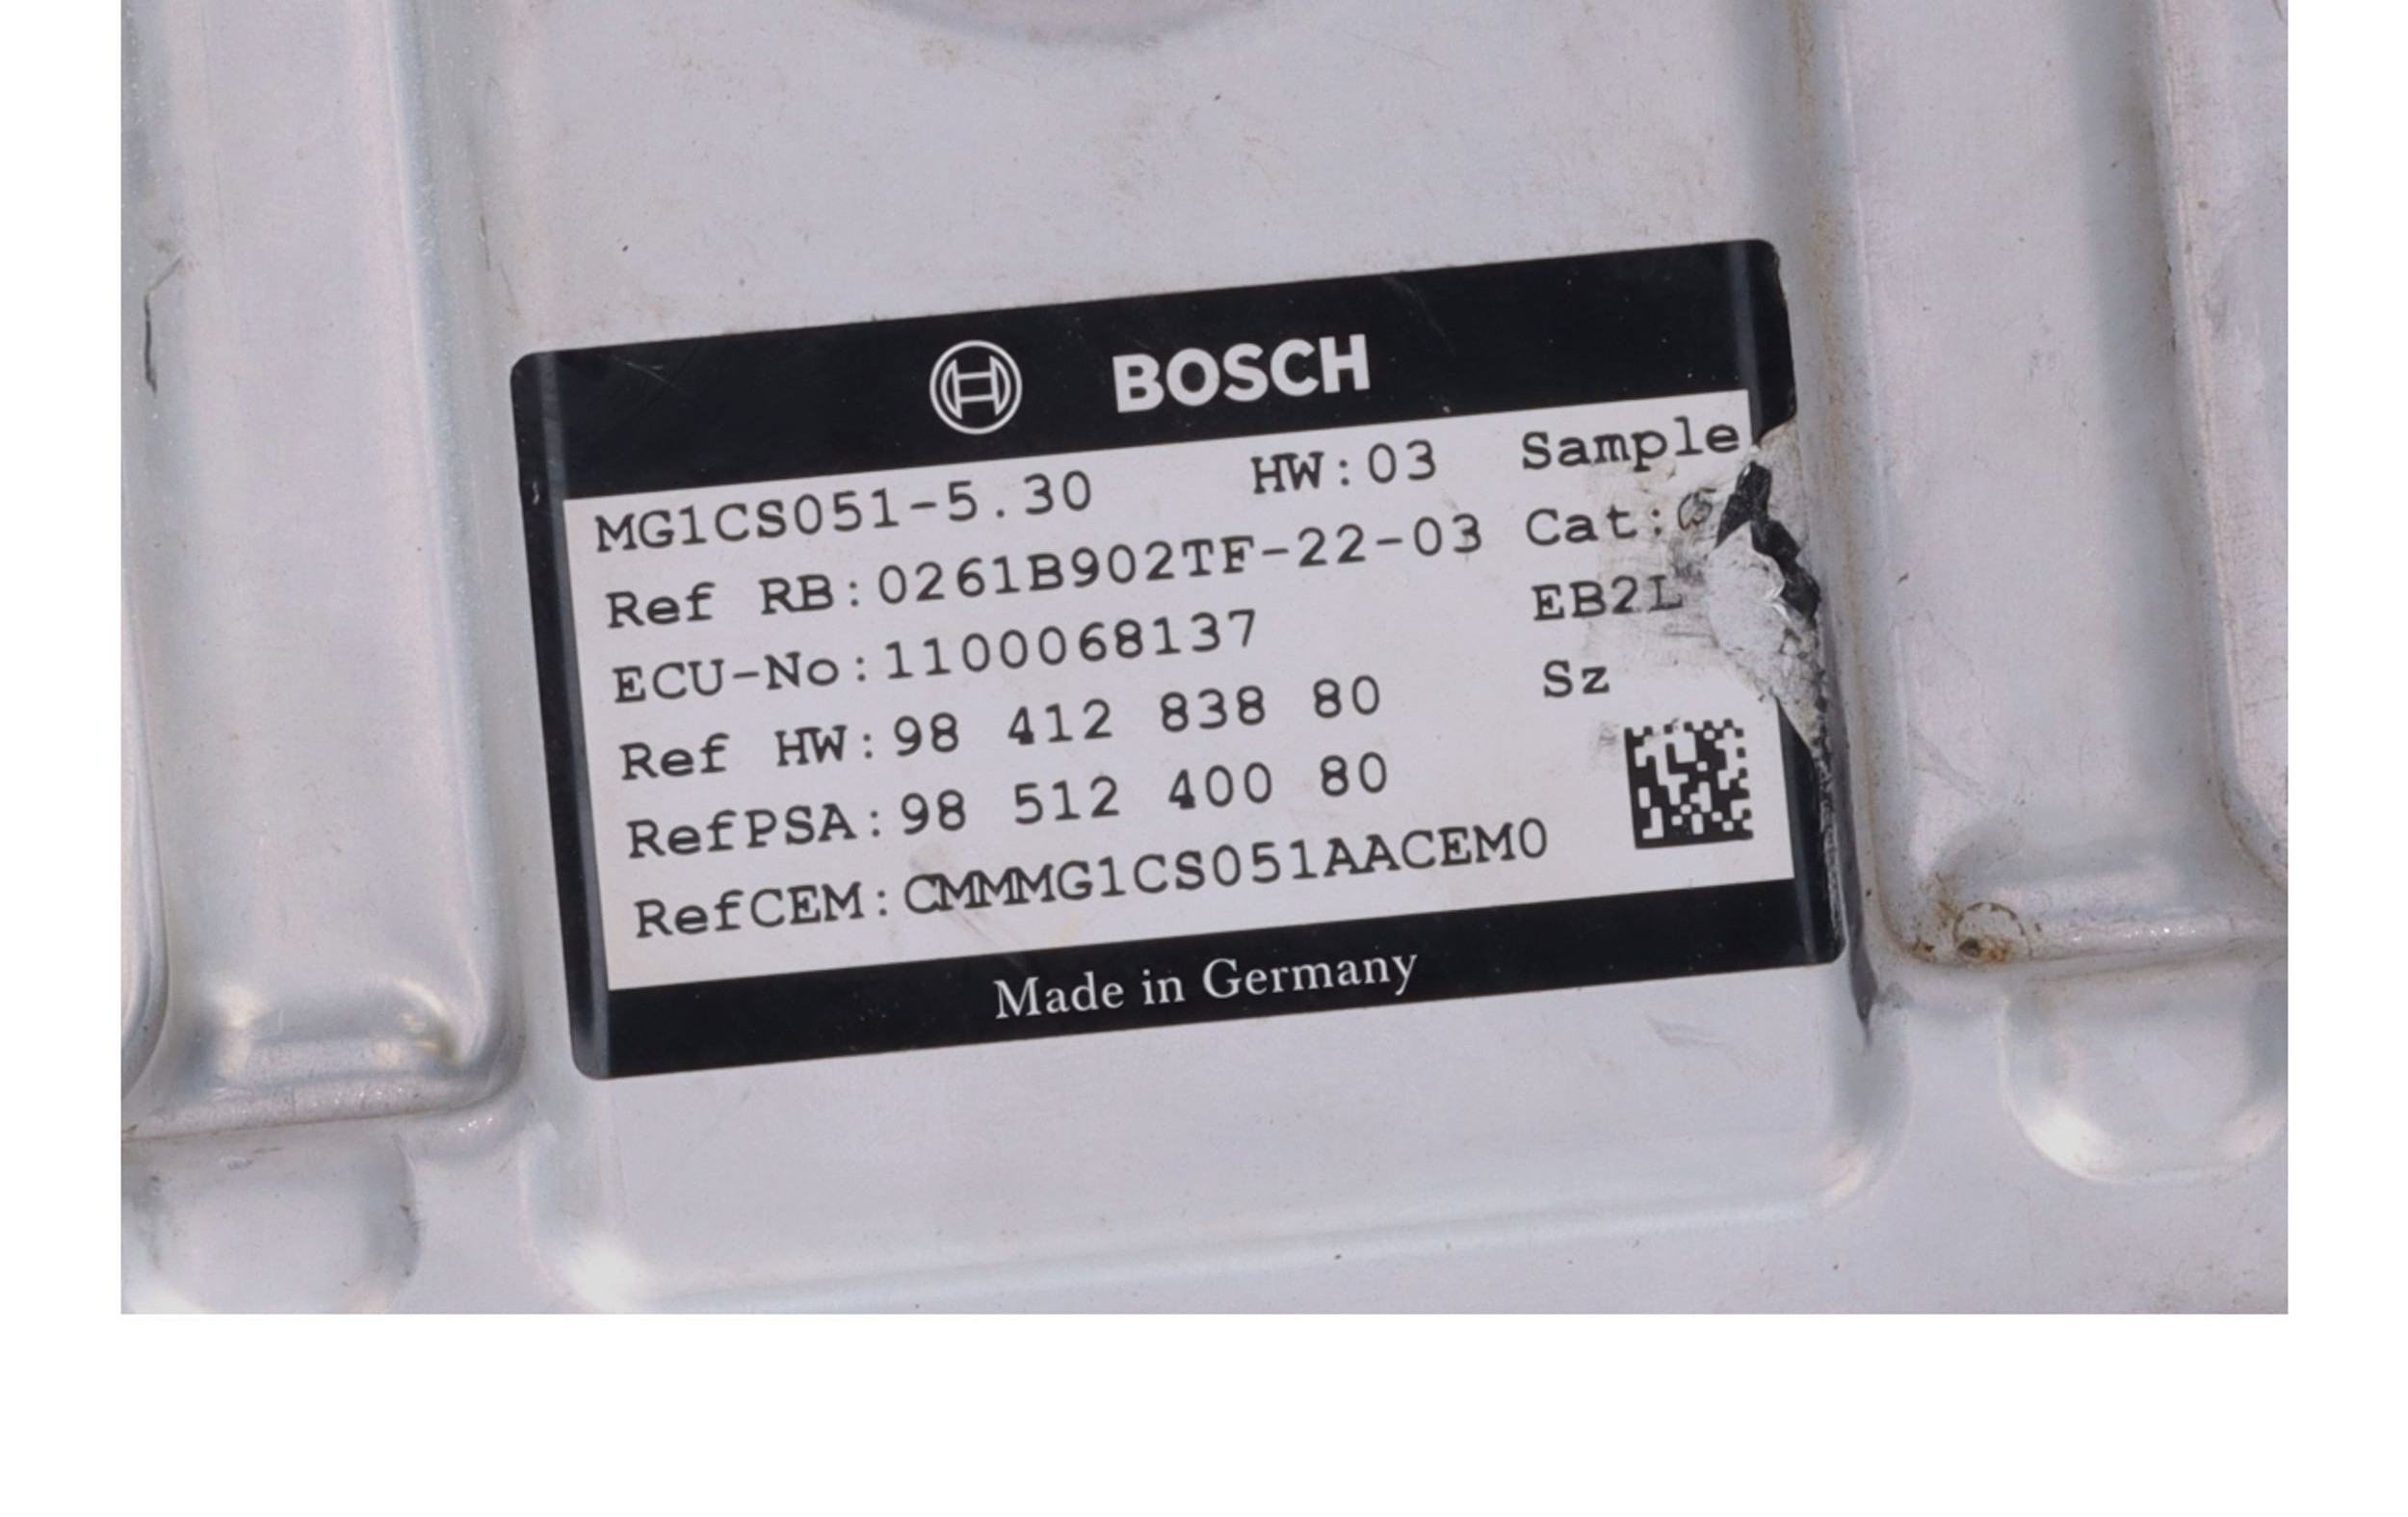 BOSCH
MG1CS051-5.30 HW:03 Sample
Ref RB:0261B902TF-22-03 Cat:
ECU-No:1100068137 EB2L
Ref HW:98 412 838 80 Sz
RefPSA:98 512 400 80
RefCEM:CMMMG1CS051AACEM0
Made in Germany